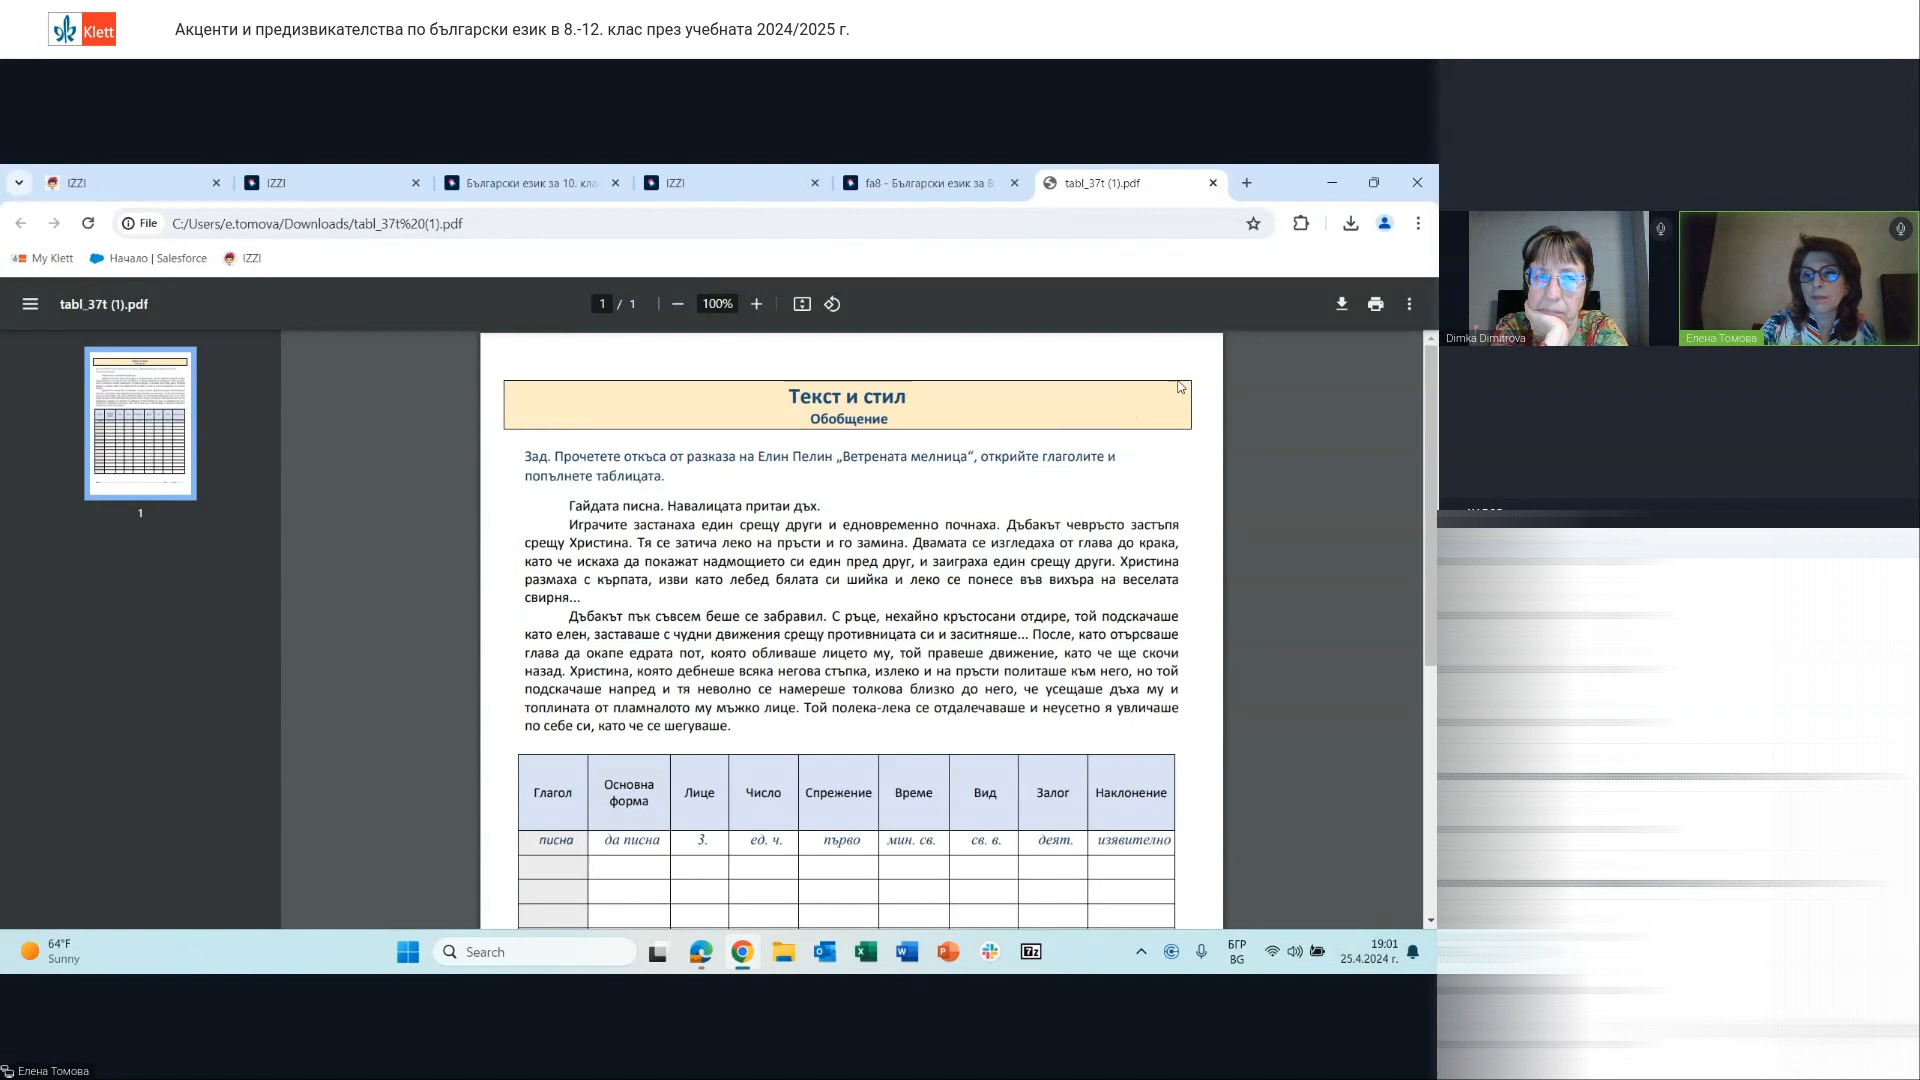 Klett
Акценти и предизвикателства по български език в 8.-12. клас през учебната 2024/2025 г.
IZZI
IZZI
Български език за 10. кла
IZZI
fa8 - Български език за 8.
tabl_37t (1).pdf
File
C:/Users/e.tomova/Downloads/tabl_37t%20(1).pdf
My Klett
Начало | Salesforce
IZZI
tabl_37t (1).pdf
1 / 1
100%
1
Текст и стил
Обобщение
Зад. Прочетете откъса от разказа на Елин Пелин „Ветрената мелница“, открийте глаголите и
попълнете таблицата.
Гайдата писна. Навалицата притаи дъх.
Играчите застанаха един срещу други и едновременно почнаха. Дъбакът чевръсто застъпя
срещу Христина. Тя се затича леко на пръсти и го замина. Двамата се изгледаха от глава до крака,
като че искаха да покажат надмощието си един пред друг, и заиграха един срещу други. Христина
размаха с кърпата, изви като лебед бялата си шийка и леко се понесе във вихъра на веселата
свирня...
Дъбакът пък съвсем беше се забравил. С ръце, нехайно кръстосани отдире, той подскачаше
като елен, заставаше с чудни движения срещу противницата си и заситняше... После, като отърсваше
глава да окапе едрата пот, която обливаше лицето му, той правеше движение, като че ще скочи
назад. Христина, която дебнеше всяка негова стъпка, излеко и на пръсти политаше към него, но той
подскачаше напред и тя неволно се намереше толкова близко до него, че усещаше дъха му и
топлината от пламналото му мъжко лице. Той полека-лека се отдалечаваше и неусетно я увличаше
по себе си, като че се шегуваше.
Глагол Основна форма Лице Число Спрежение Време Вид Залог Наклонение
писна да писна 3. ед. ч. първо мин. св. св. в. деят. изявително
Dimka Dimitrova
Елена Томова
64°F
Sunny
Search
7z
БГР
BG
19:01
25.4.2024 г.
Елена Томова